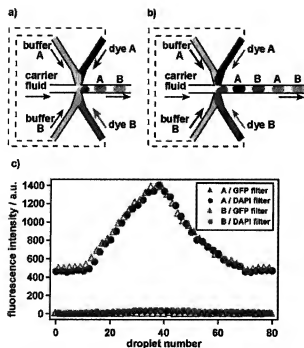 a)
b)
buffer A
dye A
buffer A
dye A
carrier fluid
A B
carrier fluid
A B A B
buffer B
dye B
buffer B
dye B
c)
fluorescence intensity / a.u.
1400
1200
1000
800
600
400
200
0
A / GFP filter
A / DAPI filter
B / GFP filter
B / DAPI filter
0 20 40 60 80
droplet number